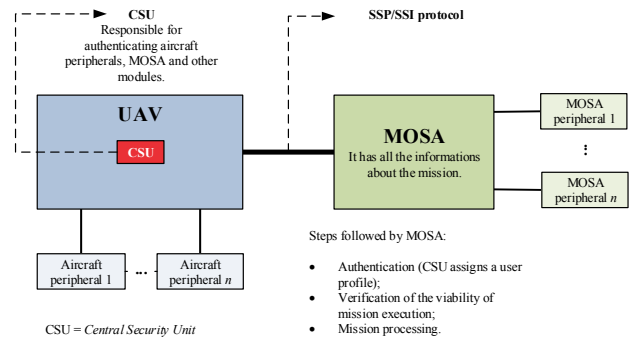 CSU
Responsible for
authenticating aircraft
peripherals, MOSA and other
modules.
SSP/SSI protocol
UAV
CSU
MOSA
It has all the informations
about the mission.
MOSA
peripheral 1
...
MOSA
peripheral n
Aircraft
peripheral 1
...
Aircraft
peripheral n
Steps followed by MOSA:
• Authentication (CSU assigns a user
profile);
• Verification of the viability of
mission execution;
• Mission processing.
CSU = Central Security Unit